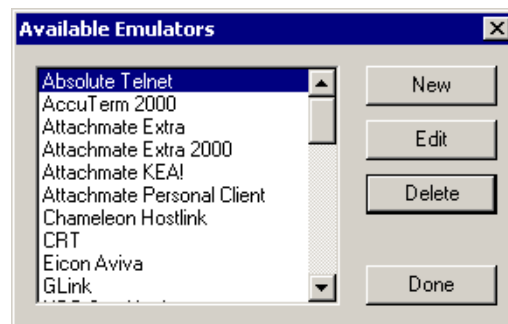 Available Emulators
Absolute Telnet
AccuTerm 2000
Attachmate Extra
Attachmate Extra 2000
Attachmate KEA!
Attachmate Personal Client
Chameleon Hostlink
CRT
Eicon Aviva
GLink
New
Edit
Delete
Done